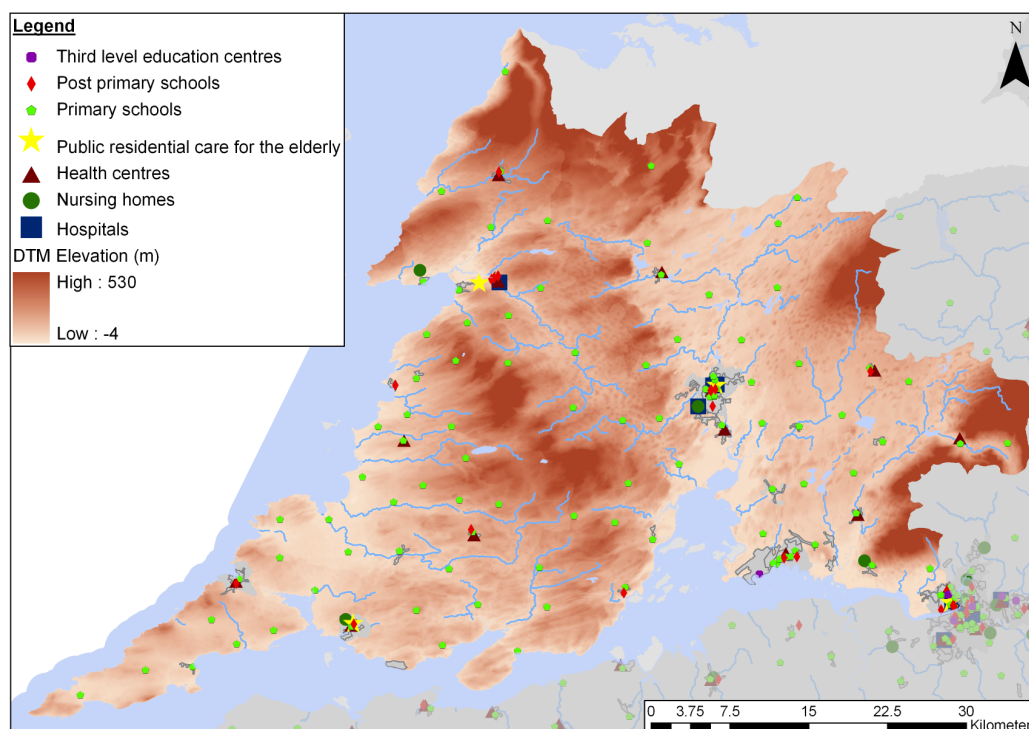 Legend
Third level education centres
Post primary schools
Primary schools
Public residential care for the elderly
Health centres
Nursing homes
Hospitals
DTM Elevation (m)
High : 530
Low : -4
N
0 3.75 7.5 15 22.5 30
Kilometer